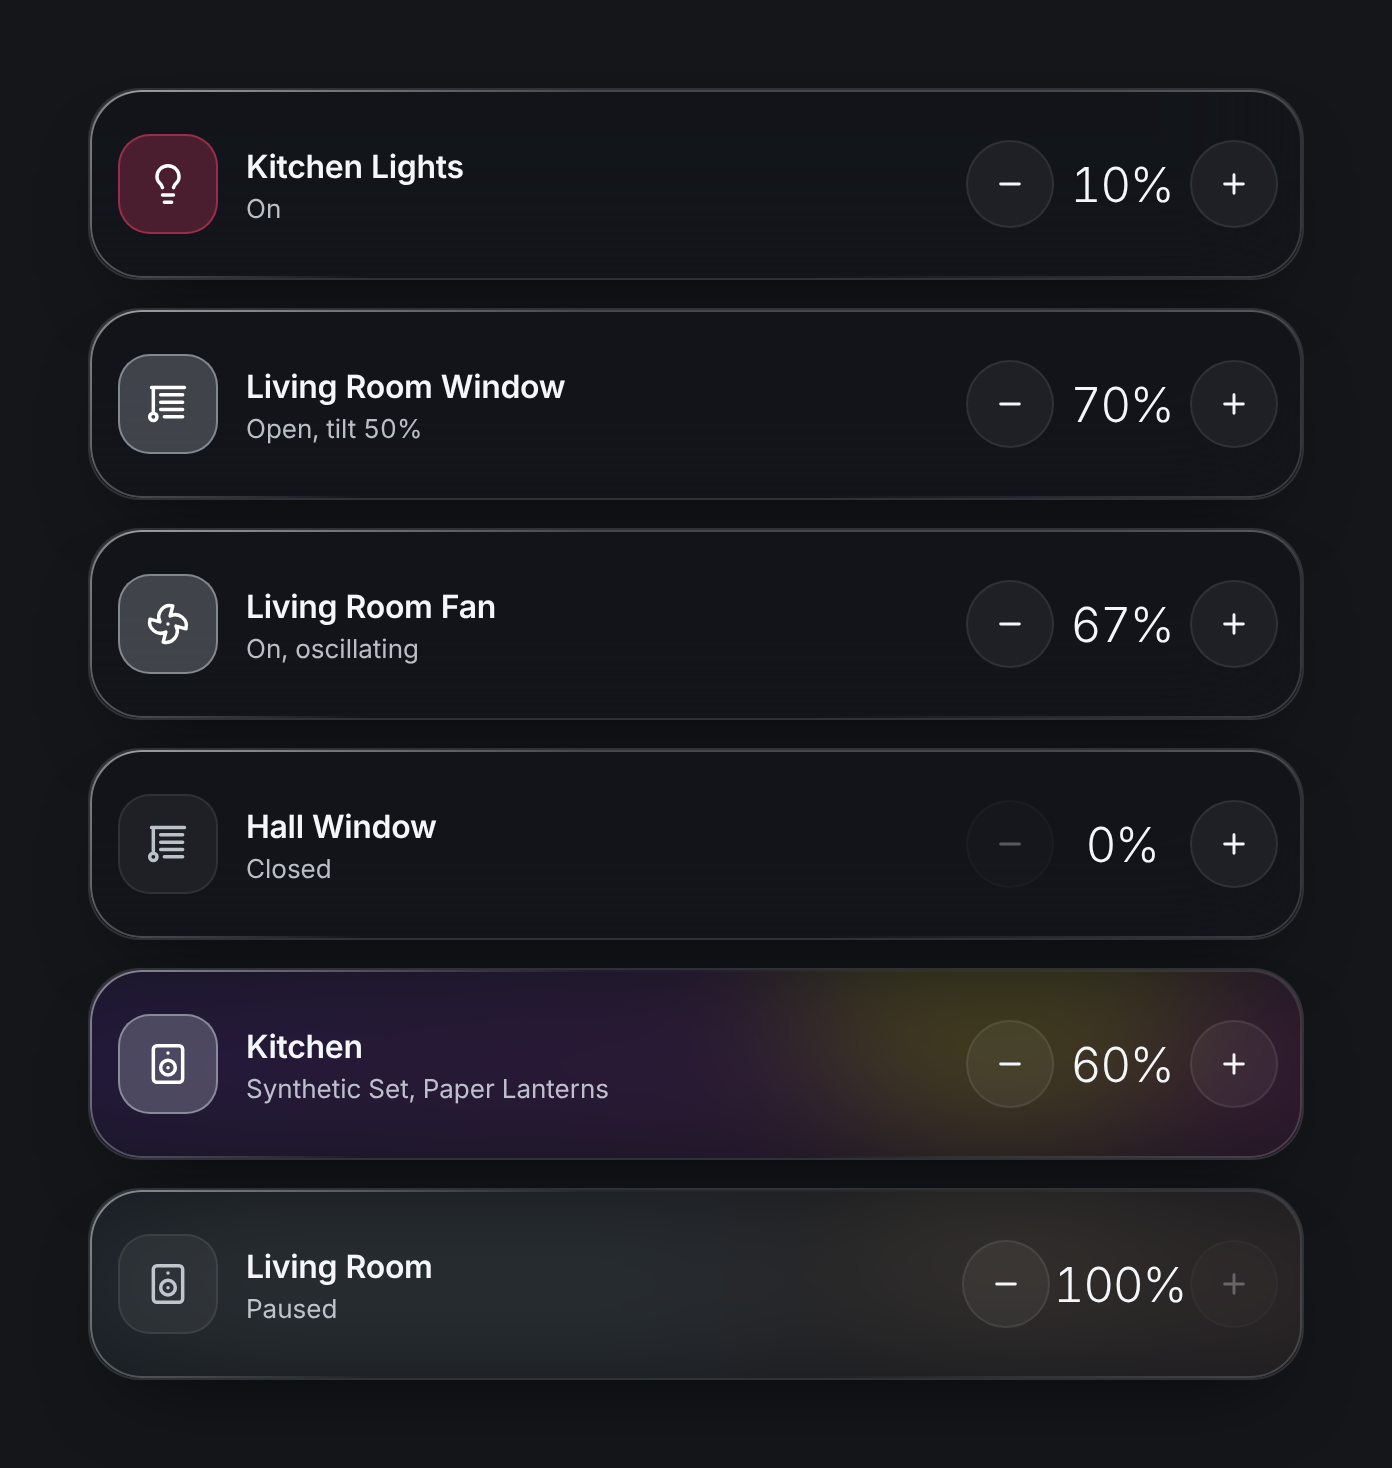 Kitchen Lights
On
− 10% +
Living Room Window
Open, tilt 50%
− 70% +
Living Room Fan
On, oscillating
− 67% +
Hall Window
Closed
− 0% +
Kitchen
Synthetic Set, Paper Lanterns
− 60% +
Living Room
Paused
− 100% +